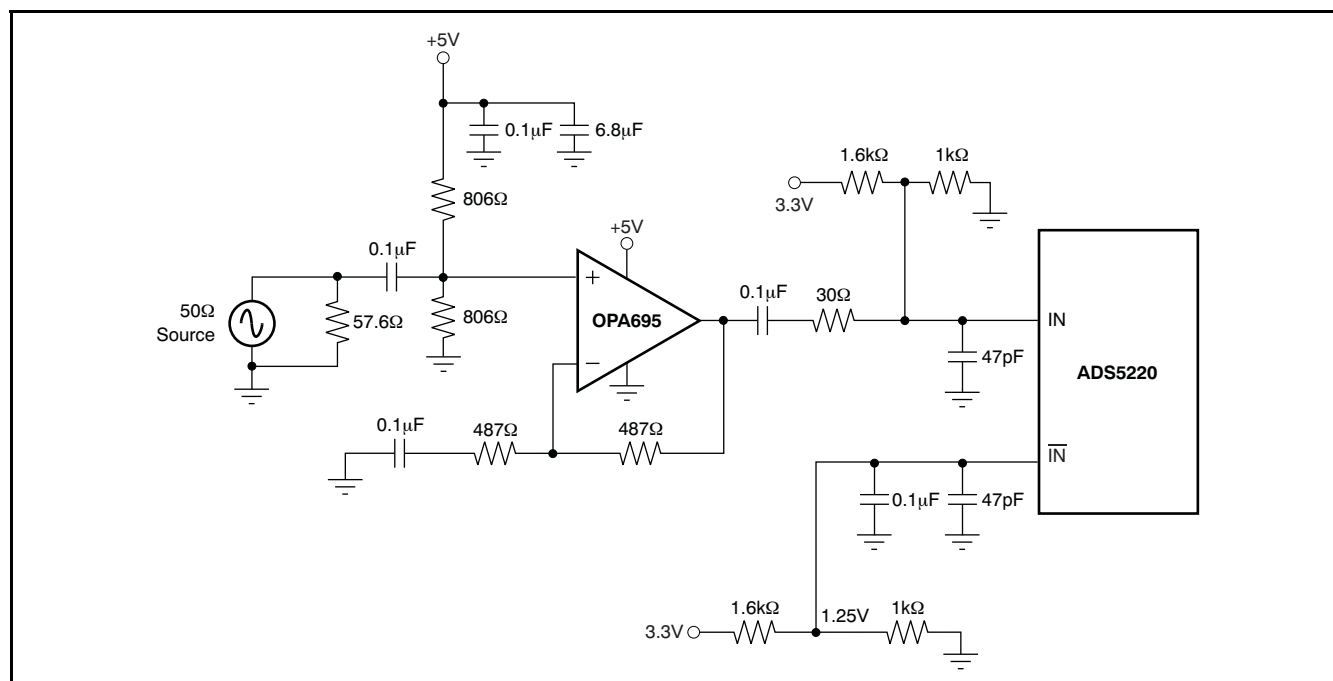 +5V
0.1μF
6.8μF
806Ω
1.6kΩ
1kΩ
3.3V
+5V
0.1μF
50Ω
Source
57.6Ω
806Ω
+
−
OPA695
0.1μF
30Ω
IN
47pF
ADS5220
0.1μF
487Ω
487Ω
IN
0.1μF
47pF
3.3V
1.6kΩ
1.25V
1kΩ